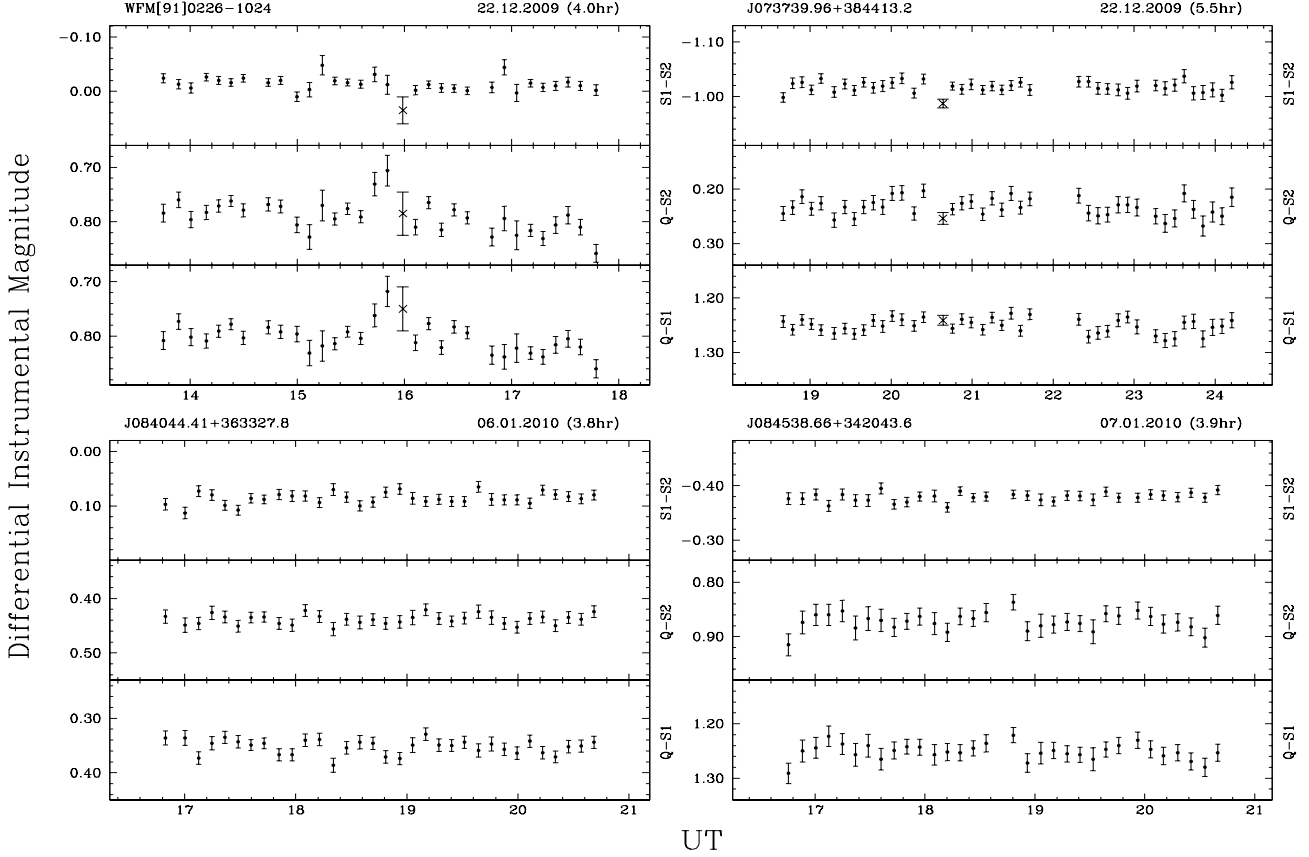 WFM[91]0226-1024 22.12.2009 (4.0hr)
−0.10
0.00
S1-S2
0.70
0.80
Q-S2
0.70
0.80
Q-S1
14 15 16 17 18
J073739.96+384413.2 22.12.2009 (5.5hr)
−1.10
−1.00
S1-S2
0.20
0.30
Q-S2
1.20
1.30
Q-S1
19 20 21 22 23 24
J084044.41+363327.8 06.01.2010 (3.8hr)
0.00
0.10
S1-S2
0.40
0.50
Q-S2
0.30
0.40
Q-S1
17 18 19 20 21
J084538.66+342043.6 07.01.2010 (3.9hr)
−0.40
−0.30
S1-S2
0.80
0.90
Q-S2
1.20
1.30
Q-S1
17 18 19 20 21
Differential Instrumental Magnitude
UT